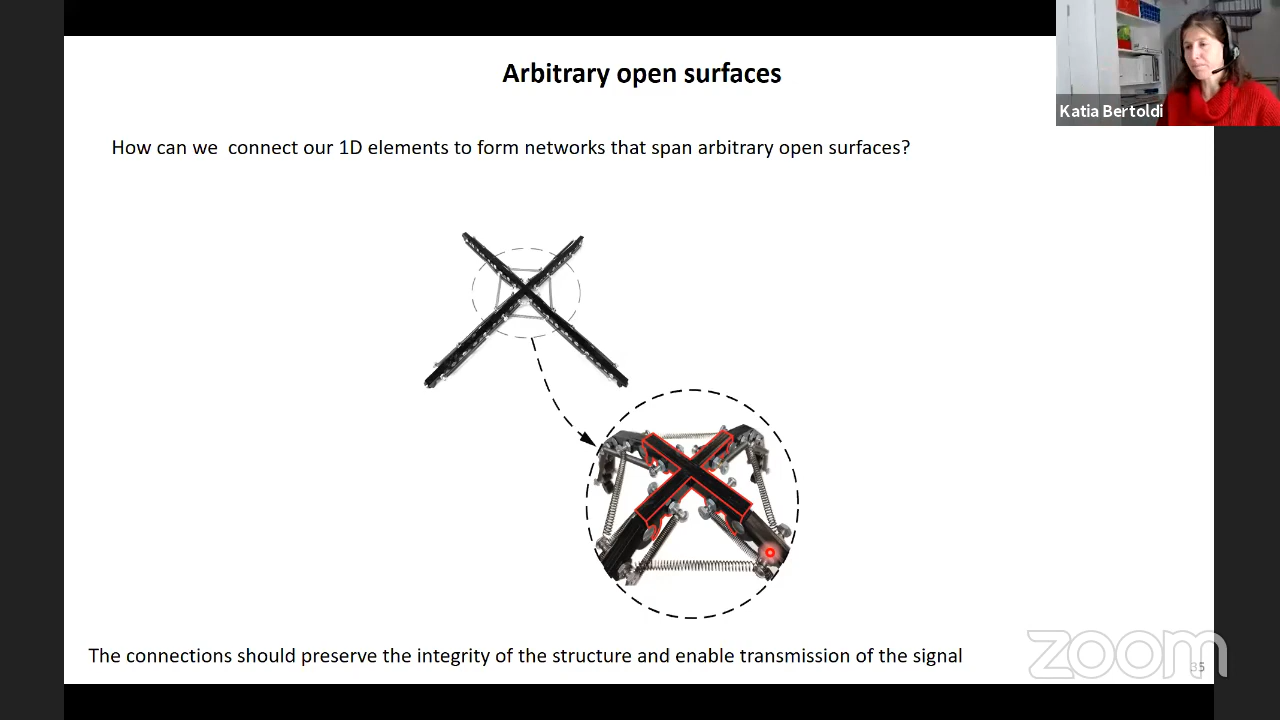 Arbitrary open surfaces
Katia Bertoldi
How can we connect our 1D elements to form networks that span arbitrary open surfaces?
The connections should preserve the integrity of the structure and enable transmission of the signal
zoom
35